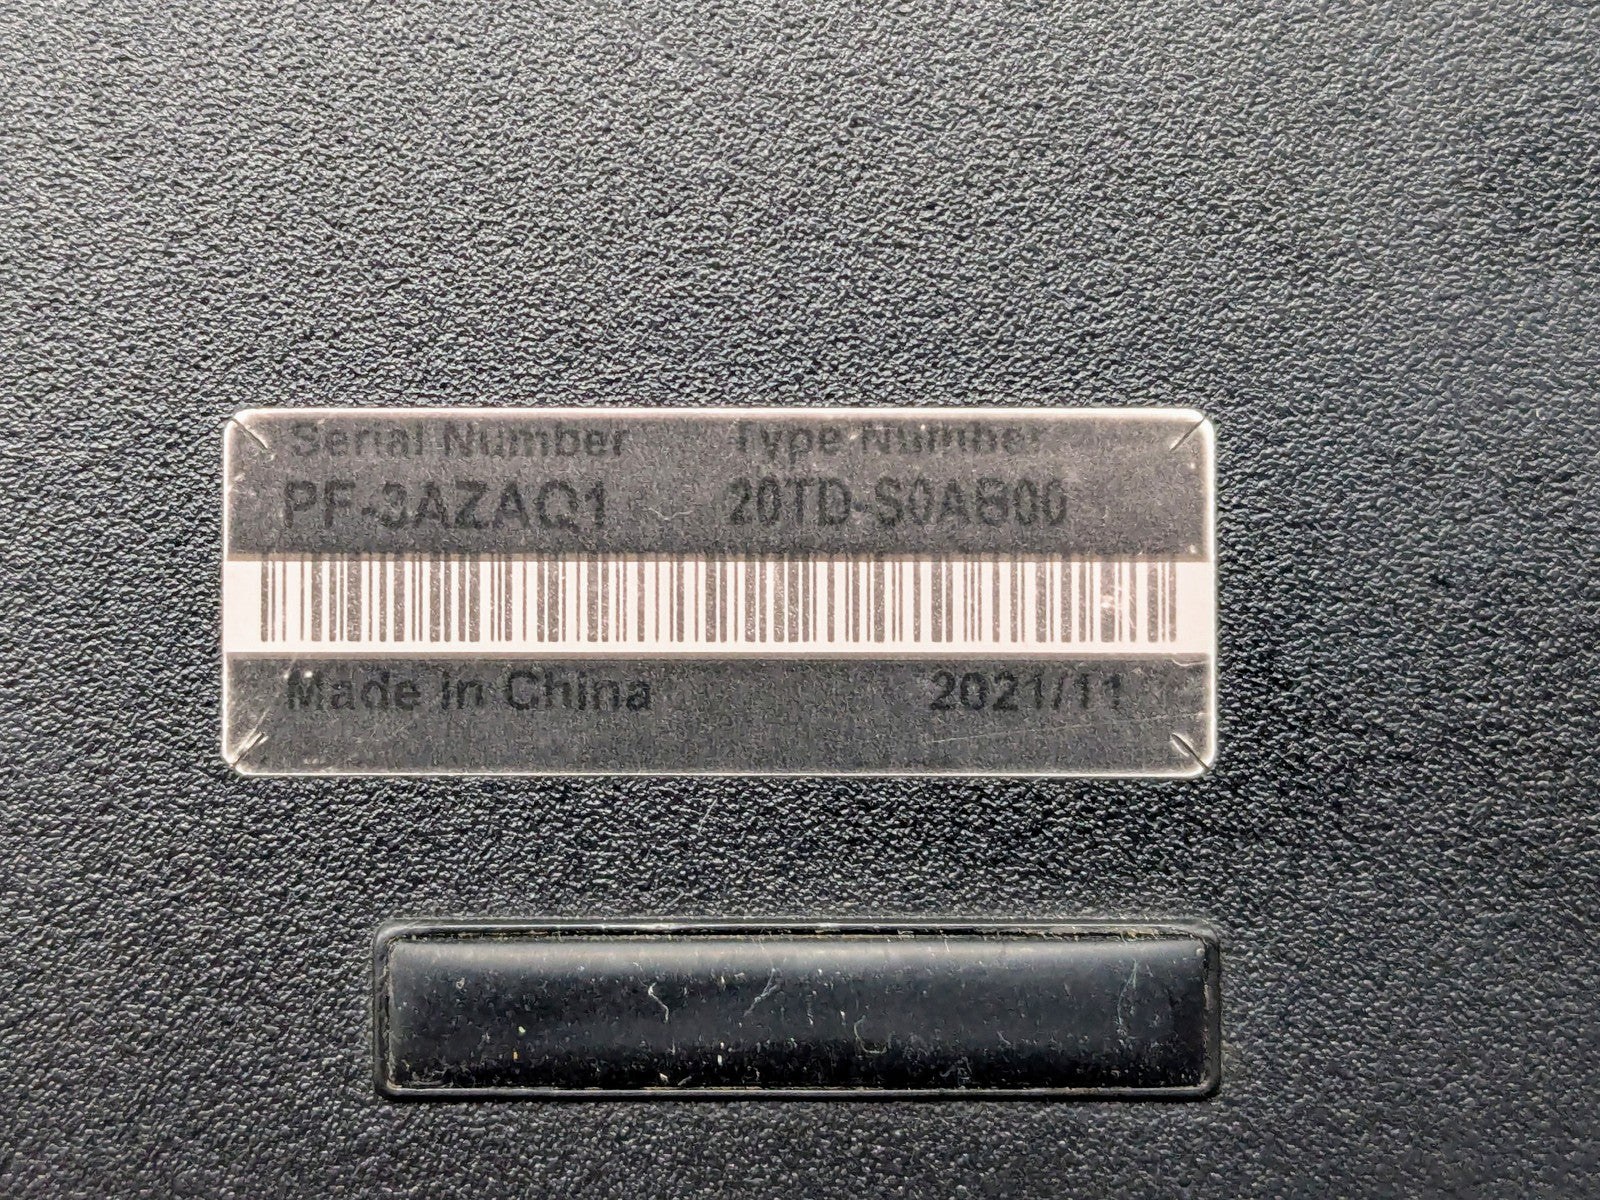 Serial Number Type Number
PF-3AZAQ1 20TD-S0AB00
Made in China 2021/11